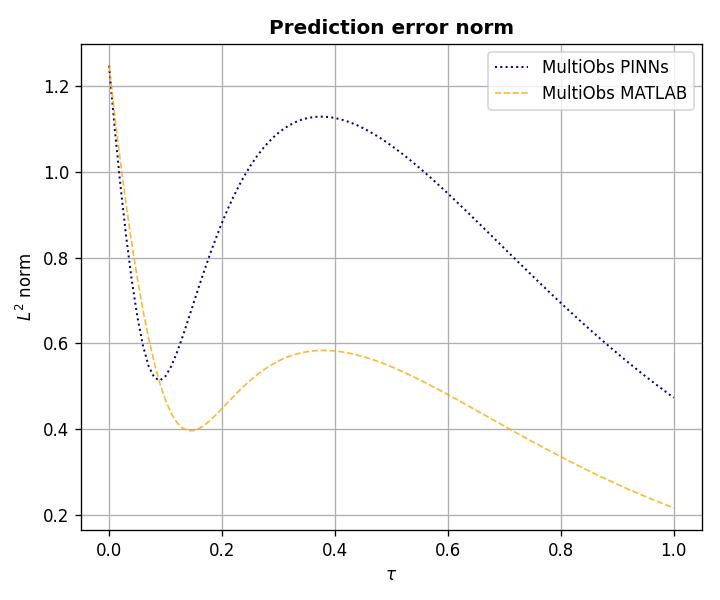 Prediction error norm
MultiObs PINNs
MultiObs MATLAB
1.2
1.0
0.8
0.6
0.4
0.2
L² norm
0.0 0.2 0.4 0.6 0.8 1.0
τ